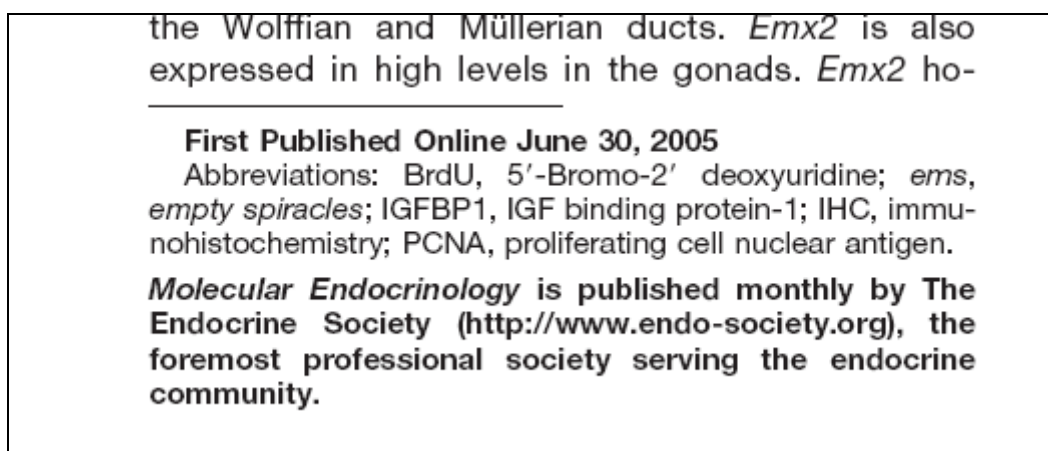 the Wolffian and Müllerian ducts. Emx2 is also
expressed in high levels in the gonads. Emx2 ho-
First Published Online June 30, 2005
Abbreviations: BrdU, 5′-Bromo-2′ deoxyuridine; ems,
empty spiracles; IGFBP1, IGF binding protein-1; IHC, immu-
nohistochemistry; PCNA, proliferating cell nuclear antigen.
Molecular Endocrinology is published monthly by The
Endocrine Society (http://www.endo-society.org), the
foremost professional society serving the endocrine
community.